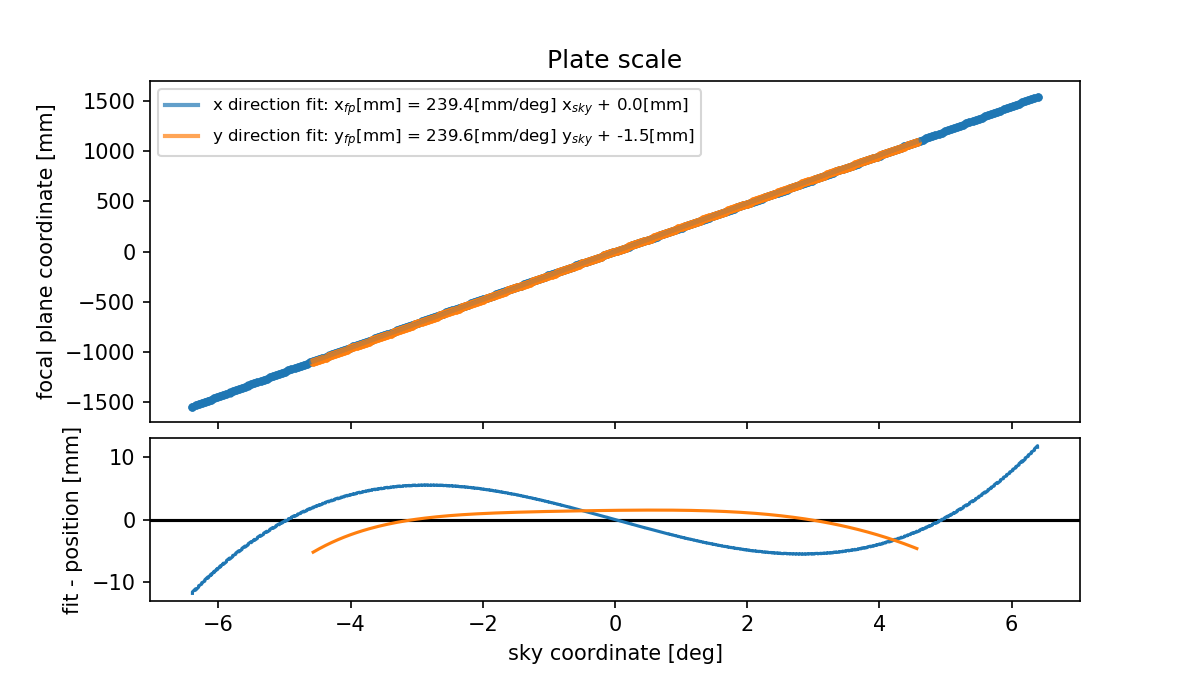 Plate scale
x direction fit: x_fp[mm] = 239.4[mm/deg] x_sky + 0.0[mm]
y direction fit: y_fp[mm] = 239.6[mm/deg] y_sky + -1.5[mm]
focal plane coordinate [mm]
1500
1000
500
0
−500
−1000
−1500
fit - position [mm]
10
0
−10
−6 −4 −2 0 2 4 6
sky coordinate [deg]